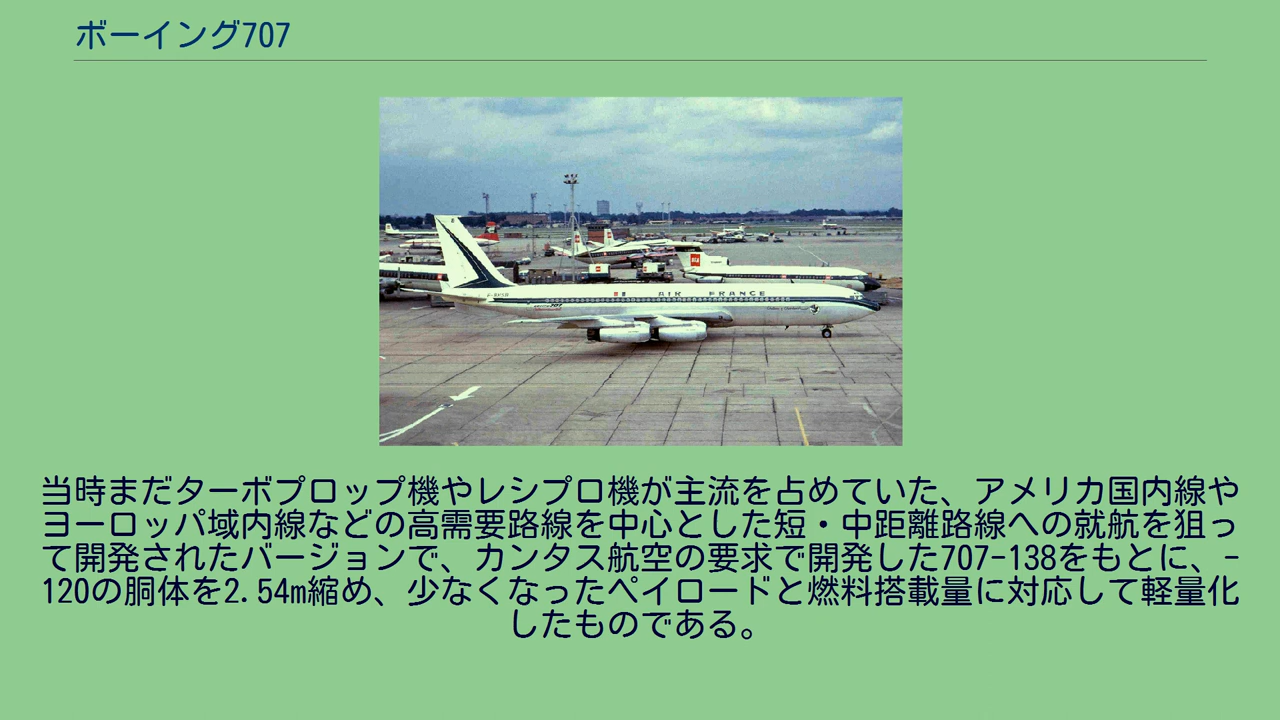 ボーイング707
AIR FRANCE
当時まだターボプロップ機やレシプロ機が主流を占めていた、アメリカ国内線や
ヨーロッパ域内線などの高需要路線を中心とした短・中距離路線への就航を狙っ
て開発されたバージョンで、カンタス航空の要求で開発した707-138をもとに、-
120の胴体を2.54m縮め、少なくなったペイロードと燃料搭載量に対応して軽量化
したものである。